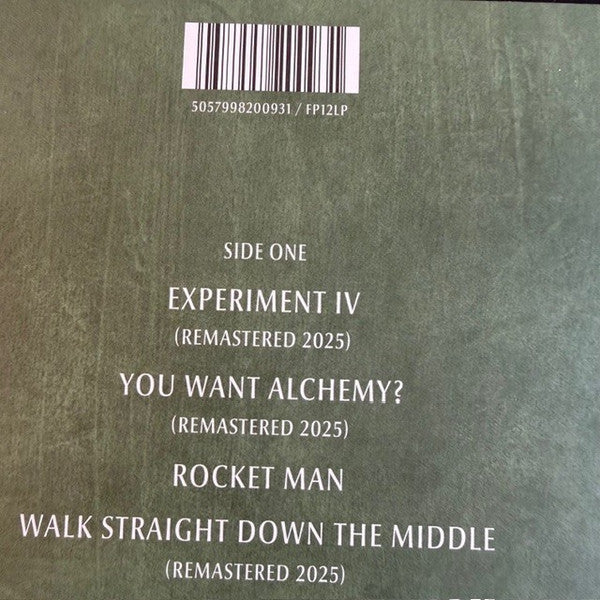 5057998200931 / FP12LP
SIDE ONE
EXPERIMENT IV
(REMASTERED 2025)
YOU WANT ALCHEMY?
(REMASTERED 2025)
ROCKET MAN
WALK STRAIGHT DOWN THE MIDDLE
(REMASTERED 2025)